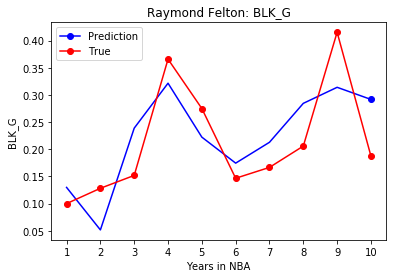 Raymond Felton: BLK_G
Prediction
True
BLK_G
0.40
0.35
0.30
0.25
0.20
0.15
0.10
0.05
1 2 3 4 5 6 7 8 9 10
Years in NBA